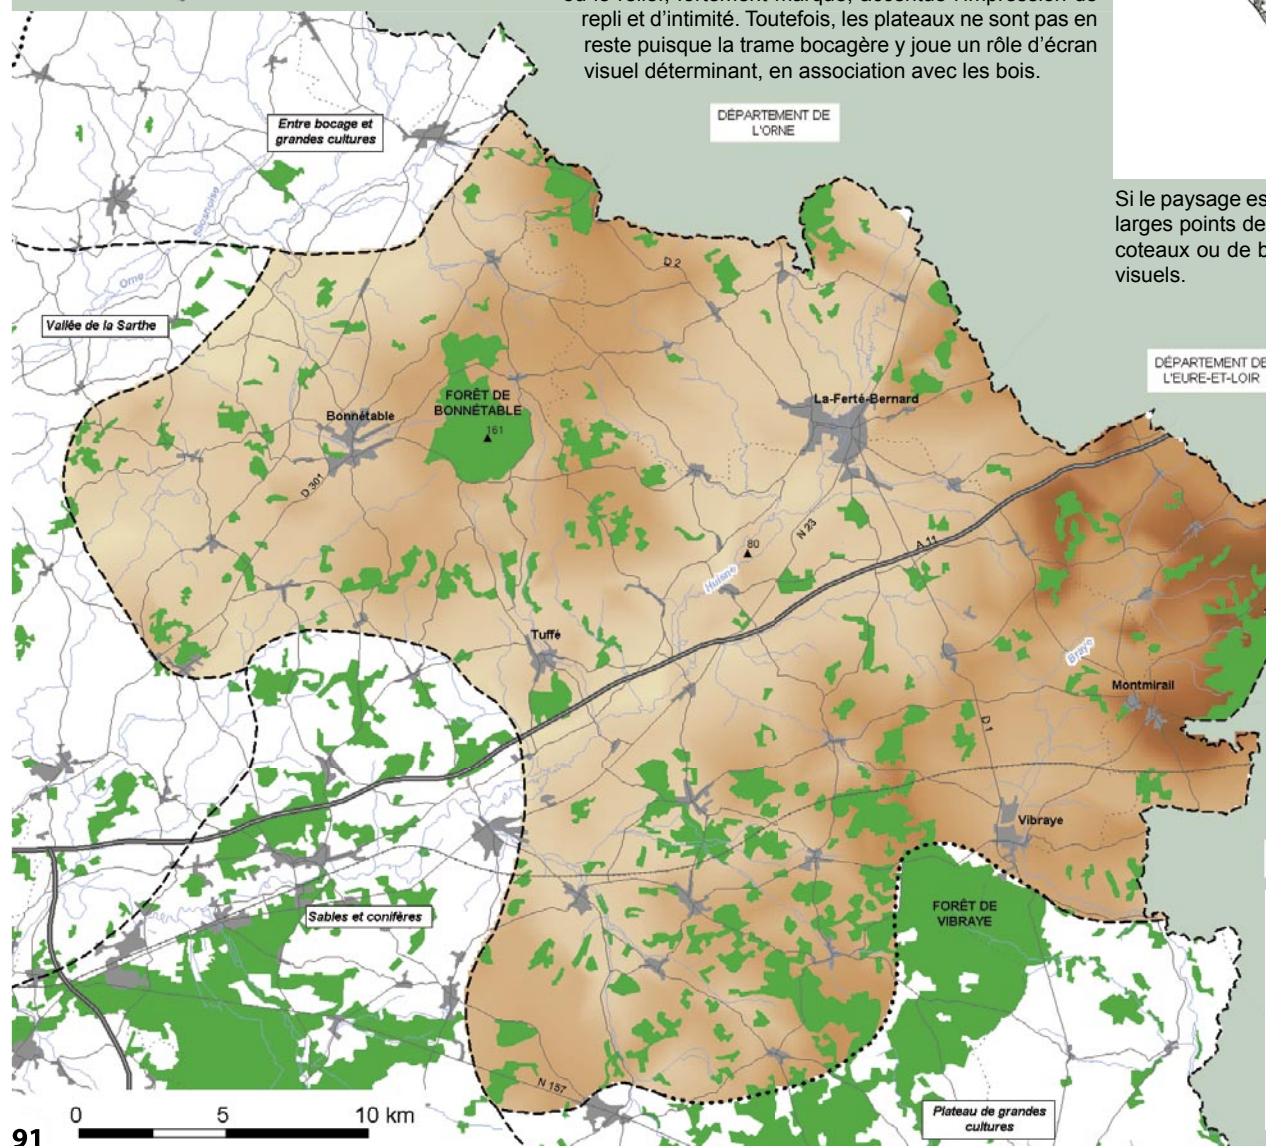 repli et d'intimité. Toutefois, les plateaux ne sont pas en
reste puisque la trame bocagère y joue un rôle d'écran
visuel déterminant, en association avec les bois.
DÉPARTEMENT DE
L'ORNE
Entre bocage et
grandes cultures
Si le paysage es
larges points de
coteaux ou de b
visuels.
D 2
Orne
Vallée de la Sarthe
DÉPARTEMENT DE
L'EURE-ET-LOIR
FORÊT DE
BONNÉTABLE
161
Bonnétable
La-Ferté-Bernard
D 301
N 23
80
A 11
Huisne
Tuffé
Braye
Montmirail
D 1
Vibraye
FORÊT DE
VIBRAYE
Sables et conifères
N 157
Plateau de grandes
cultures
0 5 10 km
91